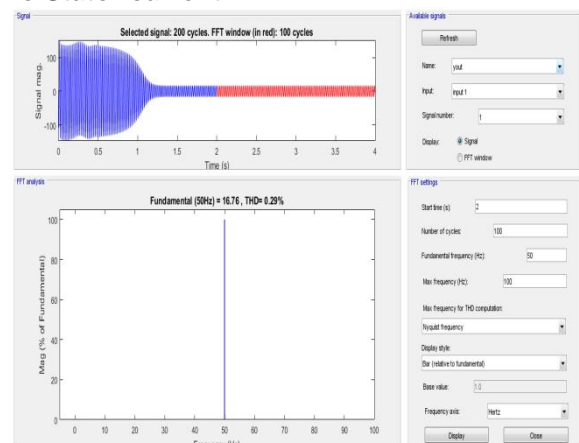 Signal
Selected signal: 200 cycles. FFT window (in red): 100 cycles
Signal mag.
100
0
-100
0 0.5 1 1.5 2 2.5 3 3.5 4
Time (s)
FFT analysis
Fundamental (50Hz) = 16.76 , THD= 0.29%
Mag (% of Fundamental)
100
80
60
40
20
0
0 10 20 30 40 50 60 70 80 90 100
Available signals
Refresh
Name: yout
Input: input 1
Signal number: 1
Display: Signal
FFT window
FFT settings
Start time (s): 2
Number of cycles: 100
Fundamental frequency (Hz): 50
Max frequency (Hz): 100
Max frequency for THD computation:
Nyquist frequency
Display style:
Bar (relative to fundamental)
Base value: 1.0
Frequency axis: Hertz
Display Close